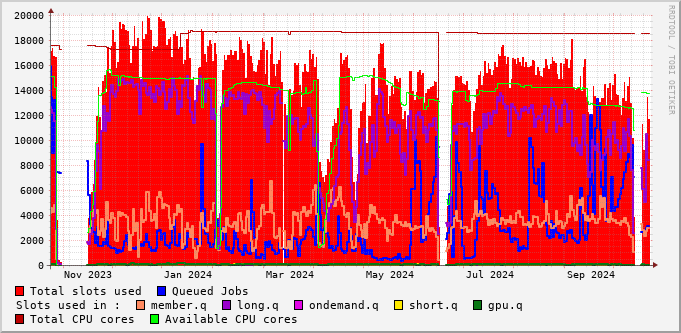 20000
18000
16000
14000
12000
10000
8000
6000
4000
2000
0
Nov 2023 Jan 2024 Mar 2024 May 2024 Jul 2024 Sep 2024
RRDTOOL / TOBI OETIKER
Total slots used Queued Jobs
Slots used in : member.q long.q ondemand.q short.q gpu.q
Total CPU cores Available CPU cores